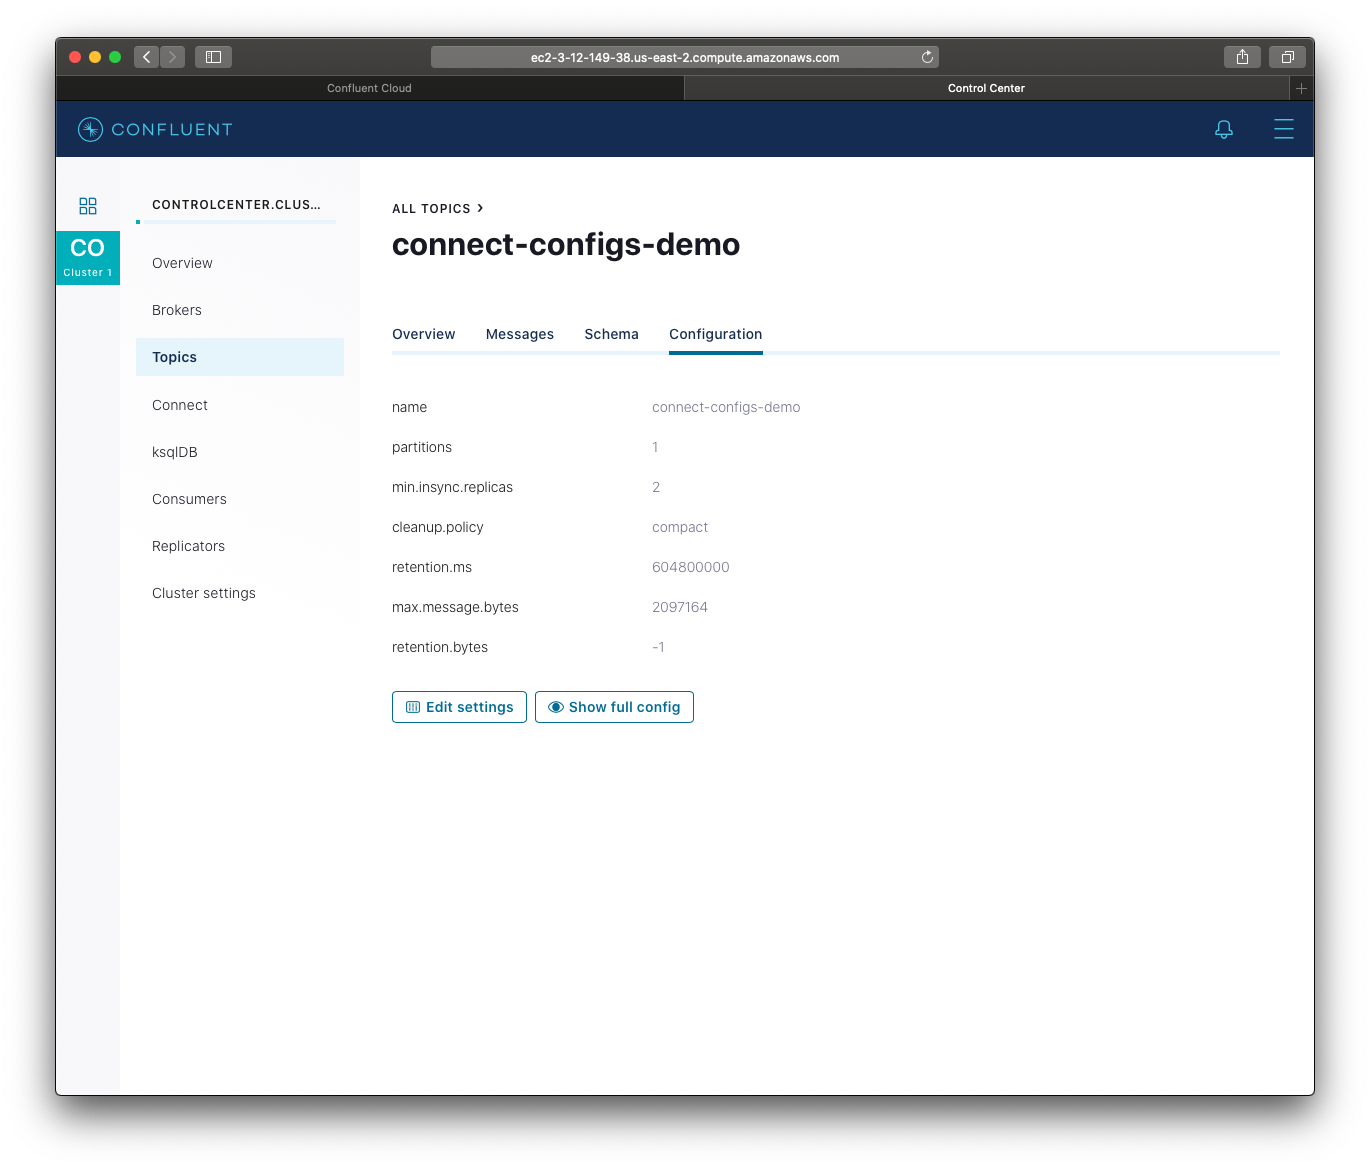 ec2-3-12-149-38.us-east-2.compute.amazonaws.com
Confluent Cloud
Control Center
CONFLUENT
CO
Cluster 1
CONTROLCENTER.CLUS...
Overview
Brokers
Topics
Connect
ksqlDB
Consumers
Replicators
Cluster settings
ALL TOPICS >
connect-configs-demo
Overview Messages Schema Configuration
name connect-configs-demo
partitions 1
min.insync.replicas 2
cleanup.policy compact
retention.ms 604800000
max.message.bytes 2097164
retention.bytes -1
Edit settings Show full config